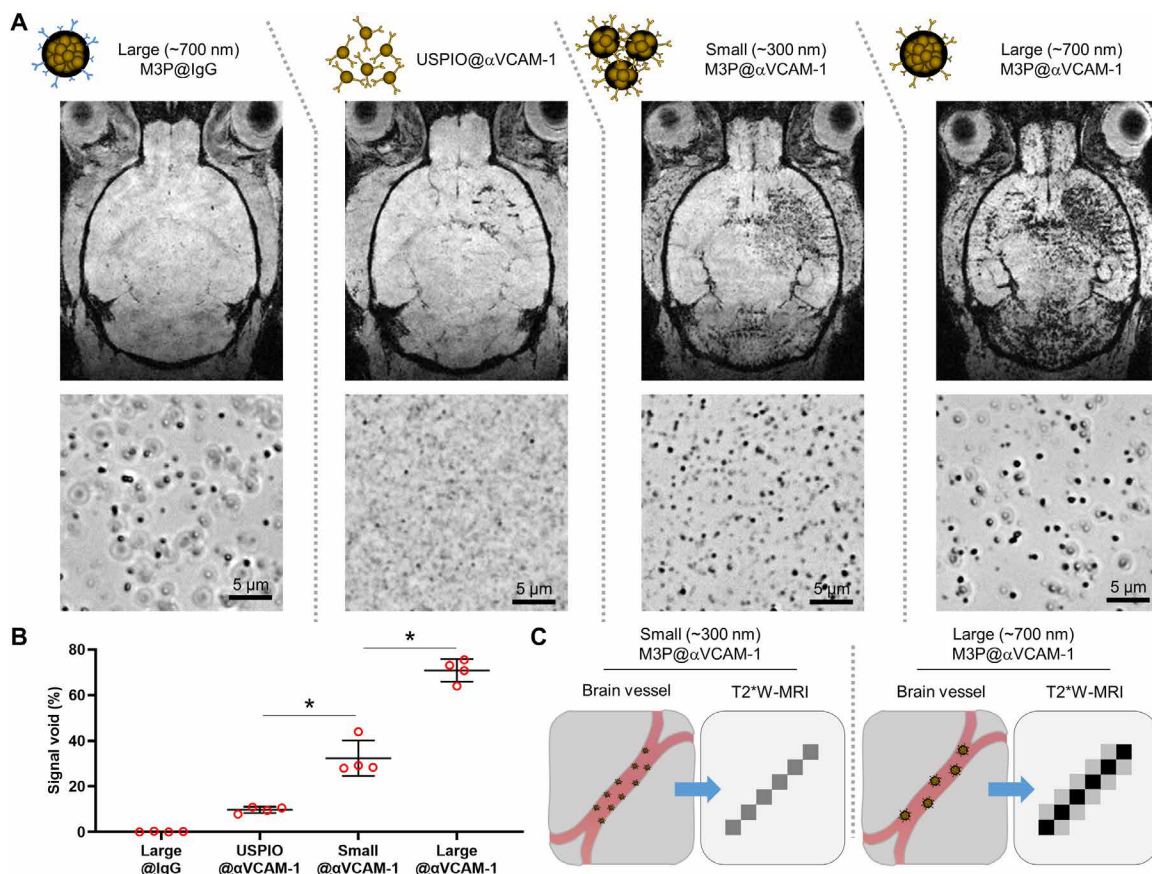 A
Large (~700 nm)
M3P@IgG
USPIO@αVCAM-1
Small (~300 nm)
M3P@αVCAM-1
Large (~700 nm)
M3P@αVCAM-1
5 µm
5 µm
5 µm
5 µm
B
Signal void (%)
80
60
40
20
0
*
*
Large
@IgG
USPIO
@αVCAM-1
Small
@αVCAM-1
Large
@αVCAM-1
C
Small (~300 nm)
M3P@αVCAM-1
Brain vessel
T2*W-MRI
Large (~700 nm)
M3P@αVCAM-1
Brain vessel
T2*W-MRI